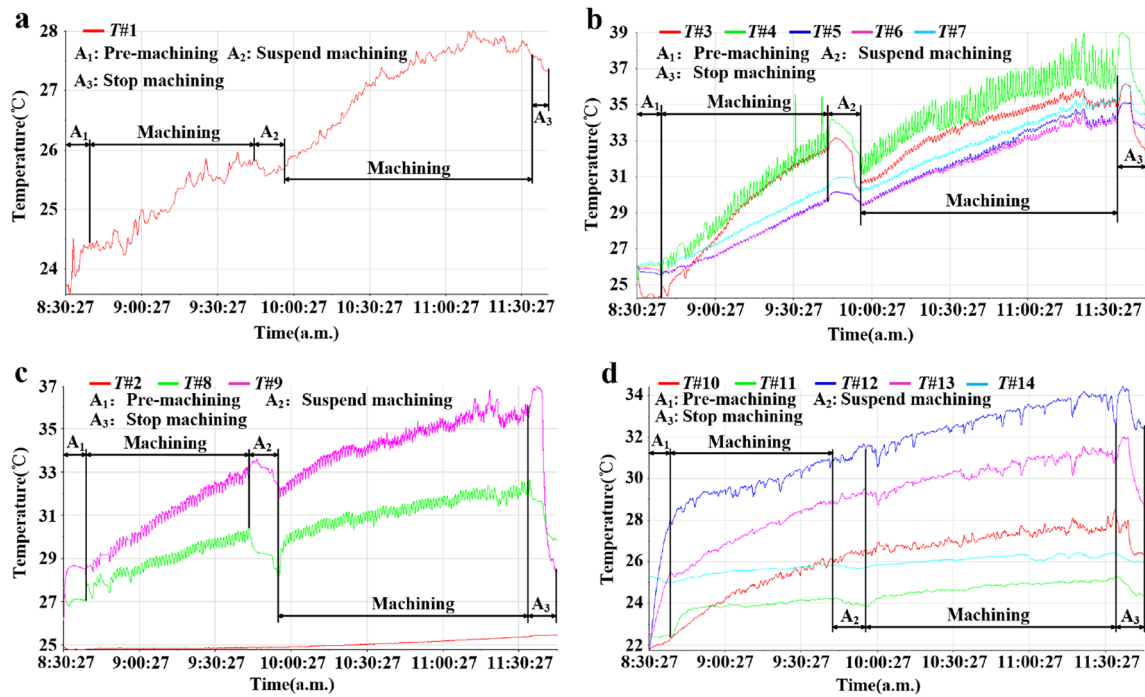 a
T#1
A1: Pre-machining A2: Suspend machining
A3: Stop machining
28
27
26
25
24
Temperature(℃)
A1 Machining A2
Machining
A3
8:30:27 9:00:27 9:30:27 10:00:27 10:30:27 11:00:27 11:30:27
Time(a.m.)
b
T#3 T#4 T#5 T#6 T#7
A1: Pre-machining A2: Suspend machining
A3: Stop machining
39
37
35
33
31
29
27
25
Temperature(℃)
A1 Machining A2
Machining
A3
8:30:27 9:00:27 9:30:27 10:00:27 10:30:27 11:00:27 11:30:27
Time(a.m.)
c
T#2 T#8 T#9
A1: Pre-machining A2: Suspend machining
A3: Stop machining
37
35
33
31
29
27
25
Temperature(℃)
A1 Machining A2
Machining A3
8:30:27 9:00:27 9:30:27 10:00:27 10:30:27 11:00:27 11:30:27
Time(a.m.)
d
T#10 T#11 T#12 T#13 T#14
A1: Pre-machining A2: Suspend machining
A3: Stop machining
34
32
30
28
26
24
22
Temperature(℃)
A1 Machining
A2 Machining A3
8:30:27 9:00:27 9:30:27 10:00:27 10:30:27 11:00:27 11:30:27
Time(a.m.)